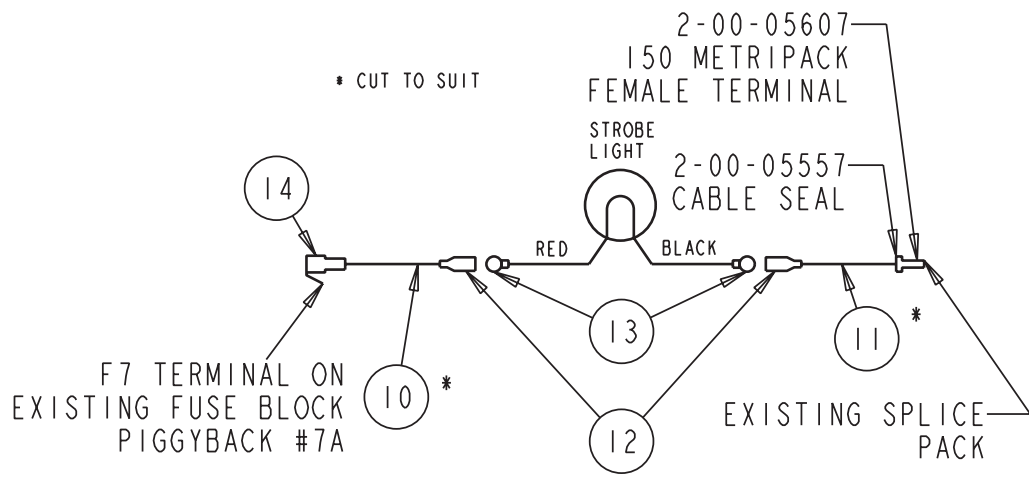 2-00-05607
150 METRIPACK
FEMALE TERMINAL
* CUT TO SUIT
STROBE
LIGHT
2-00-05557
CABLE SEAL
14
RED
BLACK
13
11
*
F7 TERMINAL ON
EXISTING FUSE BLOCK
PIGGYBACK #7A
10
*
12
EXISTING SPLICE
PACK